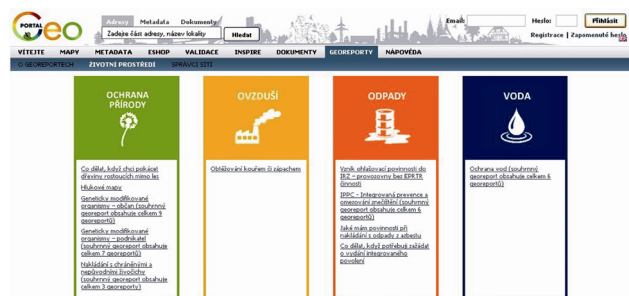 PORTAL
Geo
Adresy Metadata Dokumenty
Zadejte část adresy, název lokality Hledat
Email: Heslo: Přihlásit
Registrace | Zapomenuté heslo
VÍTEJTE MAPY METADATA ESHOP VALIDACE INSPIRE DOKUMENTY GEOREPORTY NÁPOVĚDA
O GEOREPORTECH ŽIVOTNÍ PROSTŘEDÍ SPRÁVCI SÍTÍ
OCHRANA
PŘÍRODY
Co dělat, když chci pokácet
dřeviny rostoucích mimo les
Hlukové mapy
Geneticky modifikované
organismy – občan (souhrnný
georeport obsahuje celkem 9
georeportů)
Geneticky modifikované
organismy – podnikatel
(souhrnný georeport obsahuje
celkem 7 georeportů)
Nakládání s chráněnými a
nepůvodními živočichy
(souhrnný georeport obsahuje
celkem 3 georeporty)
OVZDUŠÍ
Obtěžování kouřem či zápachem
ODPADY
Vznik ohlašovací povinnosti do
IRZ – provozovny bez EPRTR
činnosti
IPPC - Integrovaná prevence a
omezování znečištění (souhrnný
georeport obsahuje celkem 6
georeportů)
Jaké mám povinnosti při
nakládání s odpady z azbestu
Co dělat, když potřebuji zažádat
o vydání integrovaného
povolení
VODA
Ochrana vod (souhrnný
georeport obsahuje celkem 6
georeportů)